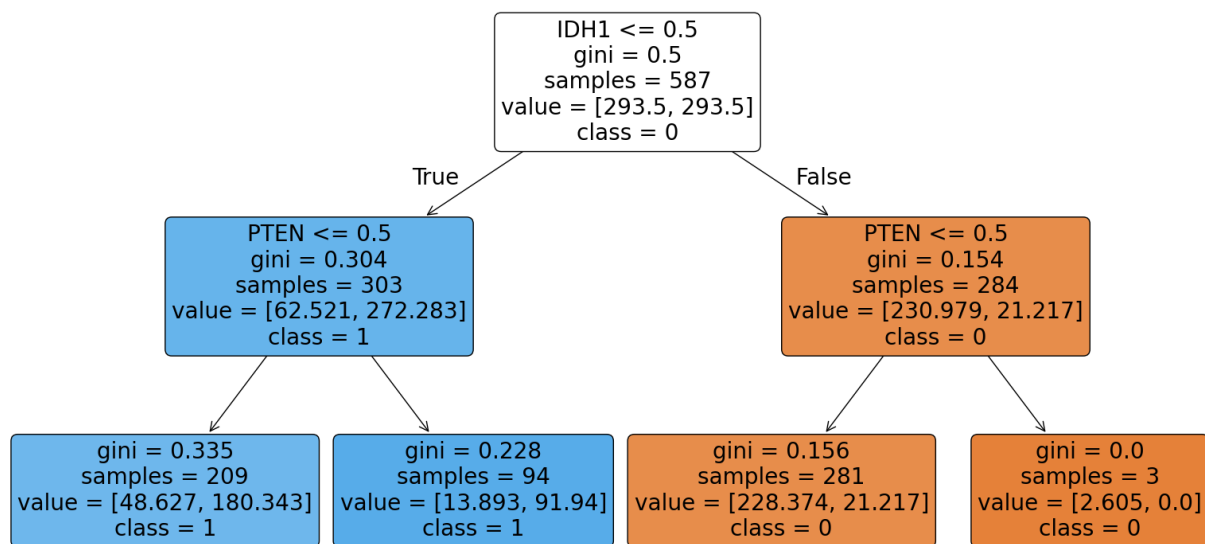 IDH1 <= 0.5
gini = 0.5
samples = 587
value = [293.5, 293.5]
class = 0
True
False
PTEN <= 0.5
gini = 0.304
samples = 303
value = [62.521, 272.283]
class = 1
PTEN <= 0.5
gini = 0.154
samples = 284
value = [230.979, 21.217]
class = 0
gini = 0.335
samples = 209
value = [48.627, 180.343]
class = 1
gini = 0.228
samples = 94
value = [13.893, 91.94]
class = 1
gini = 0.156
samples = 281
value = [228.374, 21.217]
class = 0
gini = 0.0
samples = 3
value = [2.605, 0.0]
class = 0